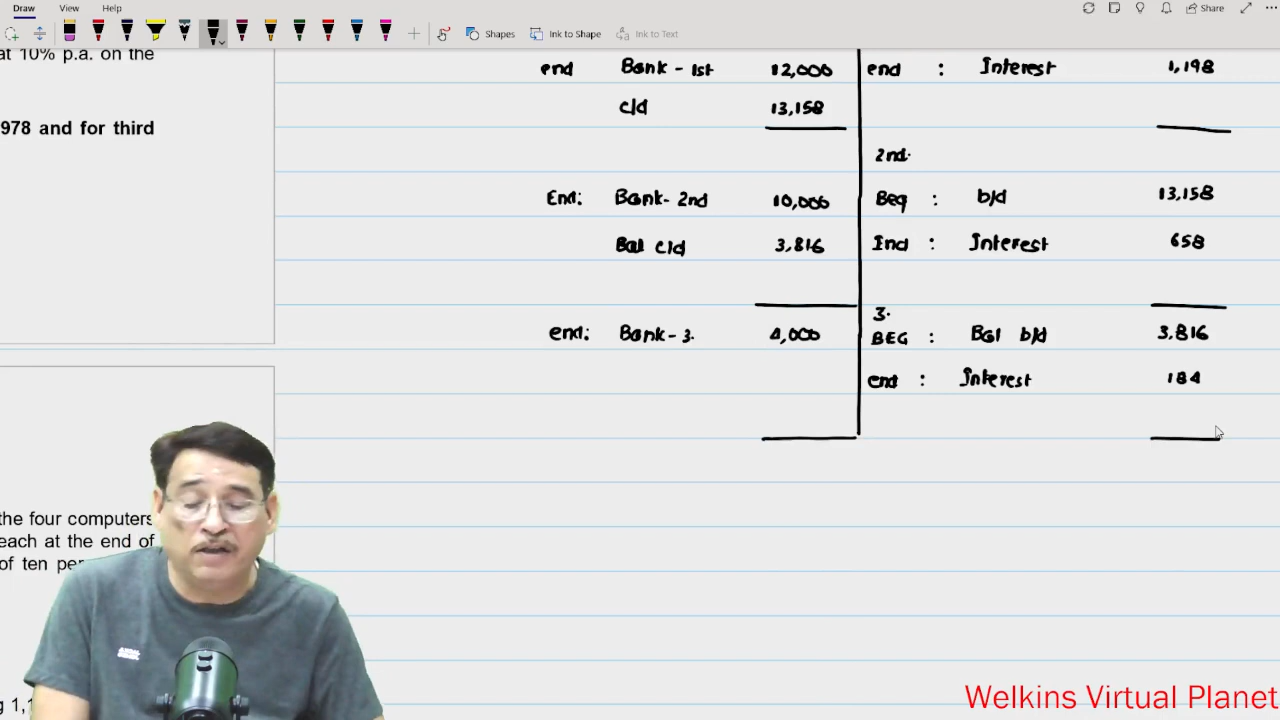 Draw View Help
Share
Shapes Ink to Shape Ink to Text
at 10% p.a. on the
978 and for third
the four computers
each at the end of
of ten per
g 1,1
end Bank - 1st 12,000 end : Interest 1,198
c/d 13,158
2nd.
End: Bank- 2nd 10,000 Beg : b/d 13,158
Bal c/d 3,816 Ind : Interest 658
3.
end: Bank- 3. 4,000 BEG : Bal b/d 3,816
end : Interest 184
Welkins Virtual Planet